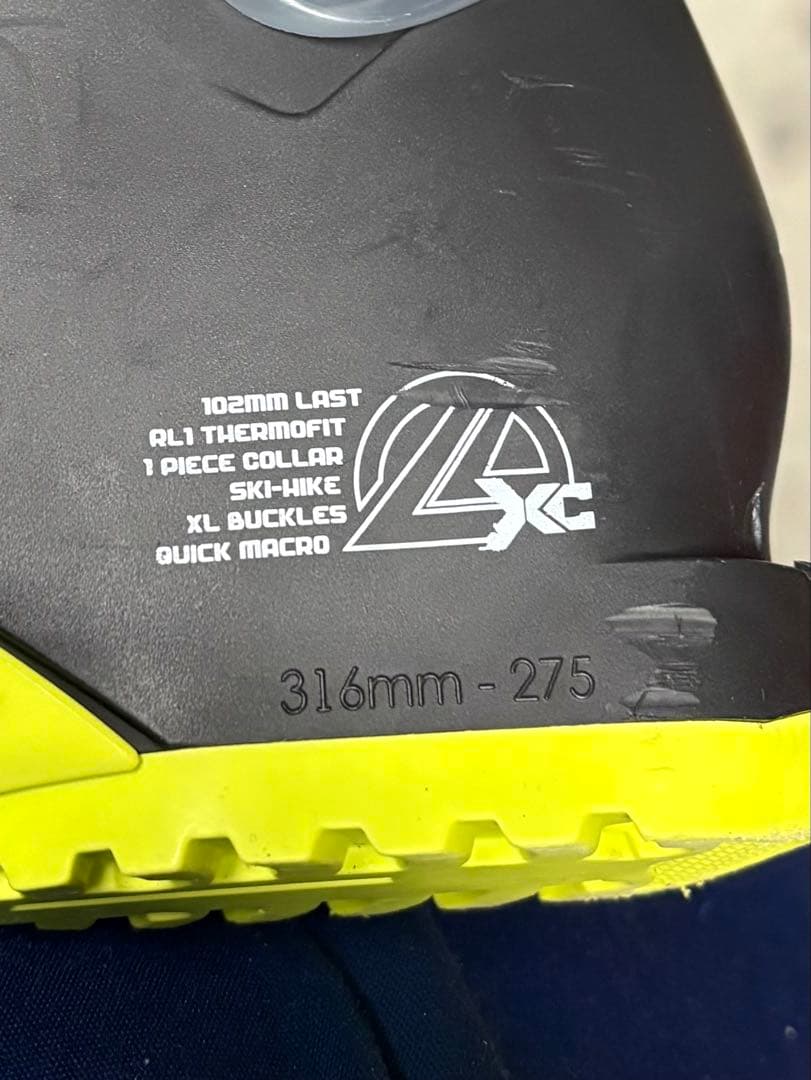 102MM LAST
RL1 THERMOFIT
1 PIECE COLLAR
SKI-HIKE
XL BUCKLES
QUICK MACRO
XC
316mm - 275